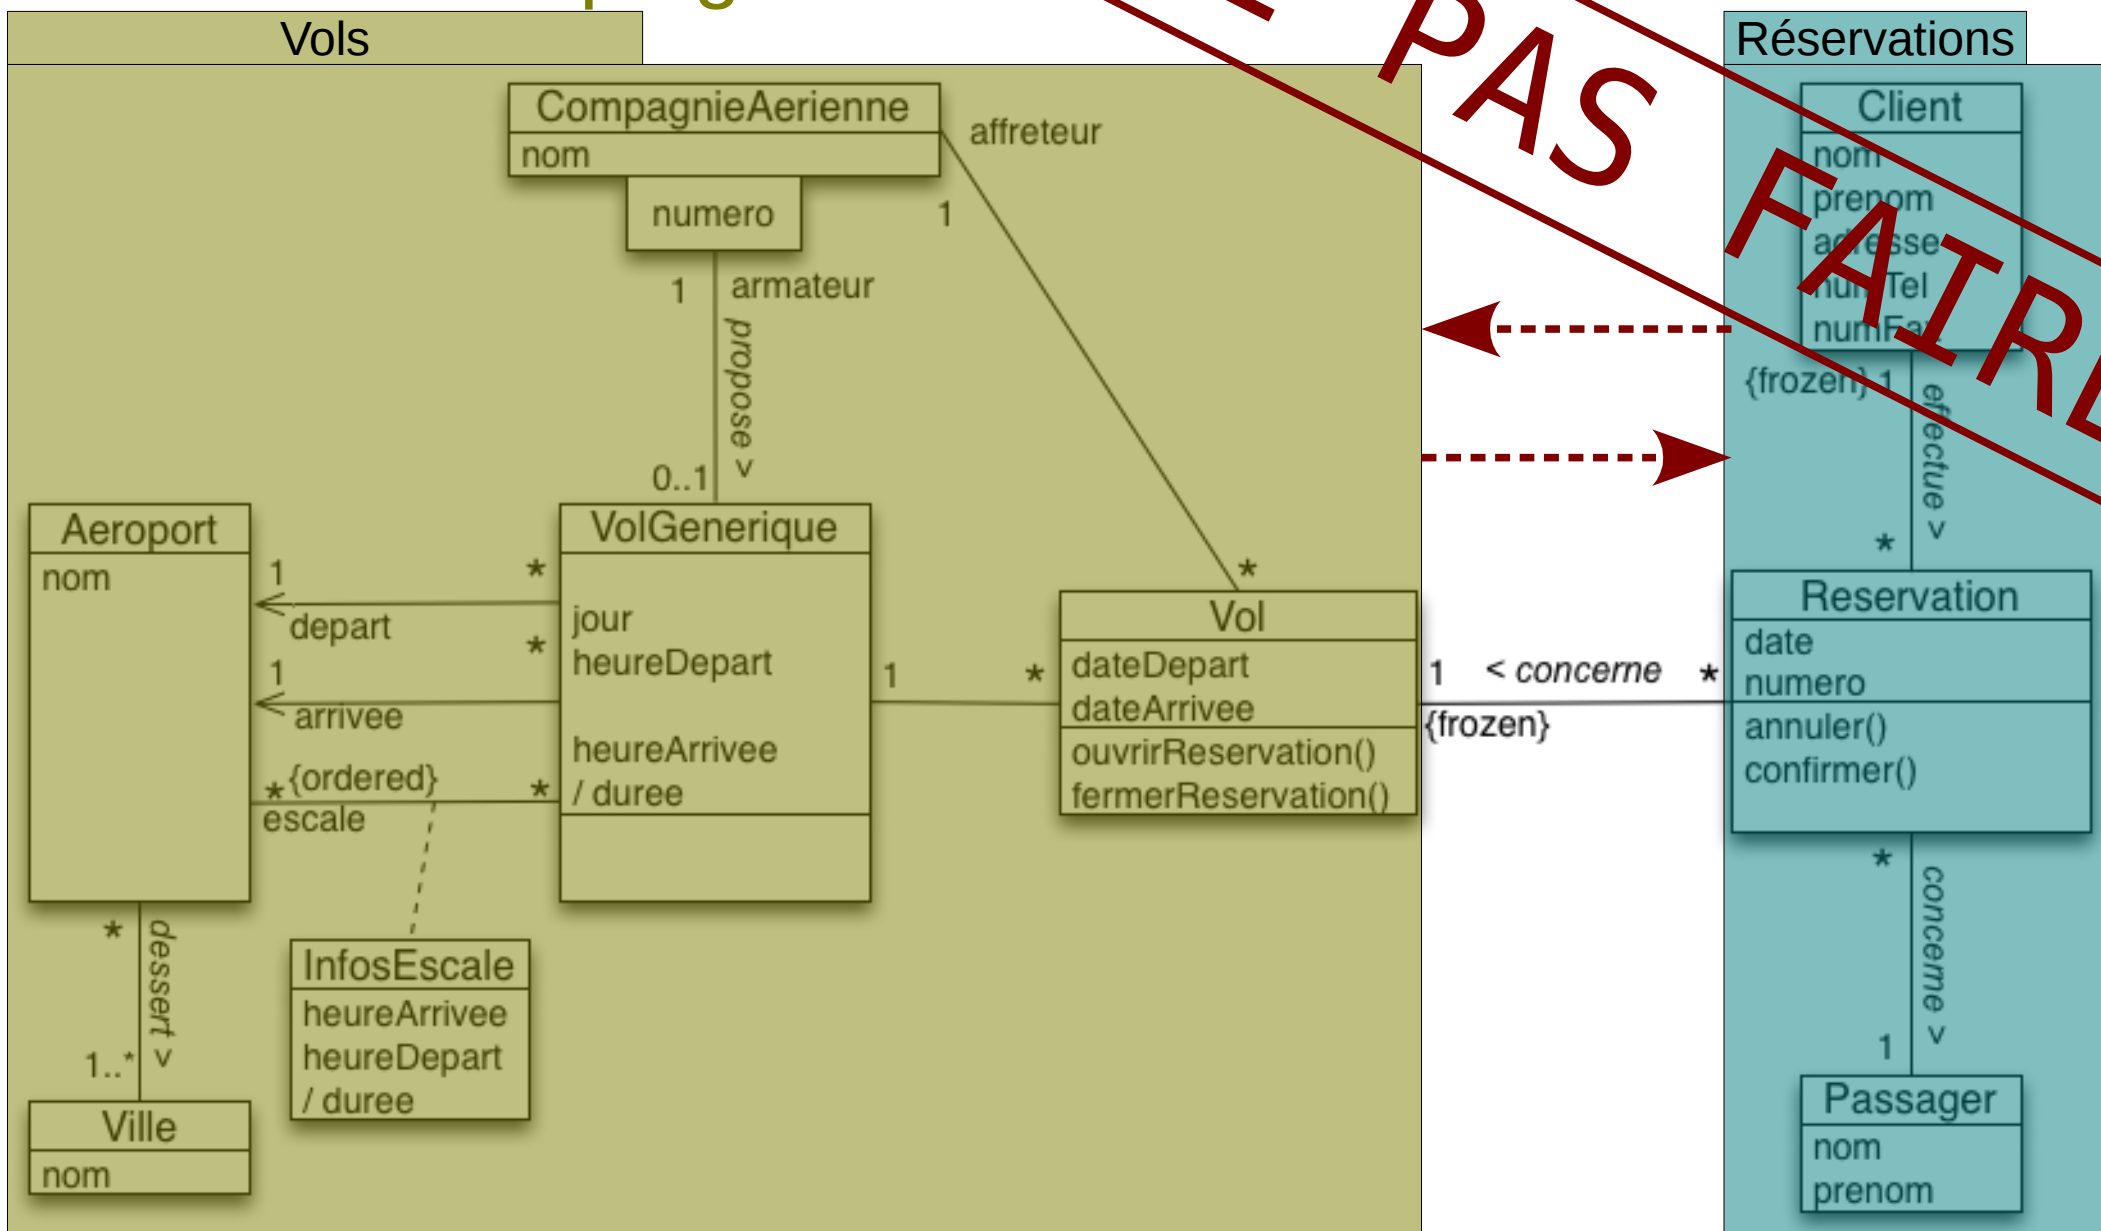 Vols
Réservations
PAS FAIRE
CompagnieAerienne
nom
numero
affreteur
1
1
armateur
propose >
0..1
Aeroport
nom
1
*
depart
1
*
arrivee
*
{ordered}
*
escale
VolGenerique
jour
heureDepart
heureArrivee
/ duree
1
*
*
Vol
dateDepart
dateArrivee
ouvrirReservation()
fermerReservation()
*
dessert >
1..*
Ville
nom
InfosEscale
heureArrivee
heureDepart
/ duree
1
< concerne
*
{frozen}
Client
nom
prenom
adresse
numTel
numFax
{frozen}
1
effectue >
*
Reservation
date
numero
annuler()
confirmer()
*
concerne >
1
Passager
nom
prenom